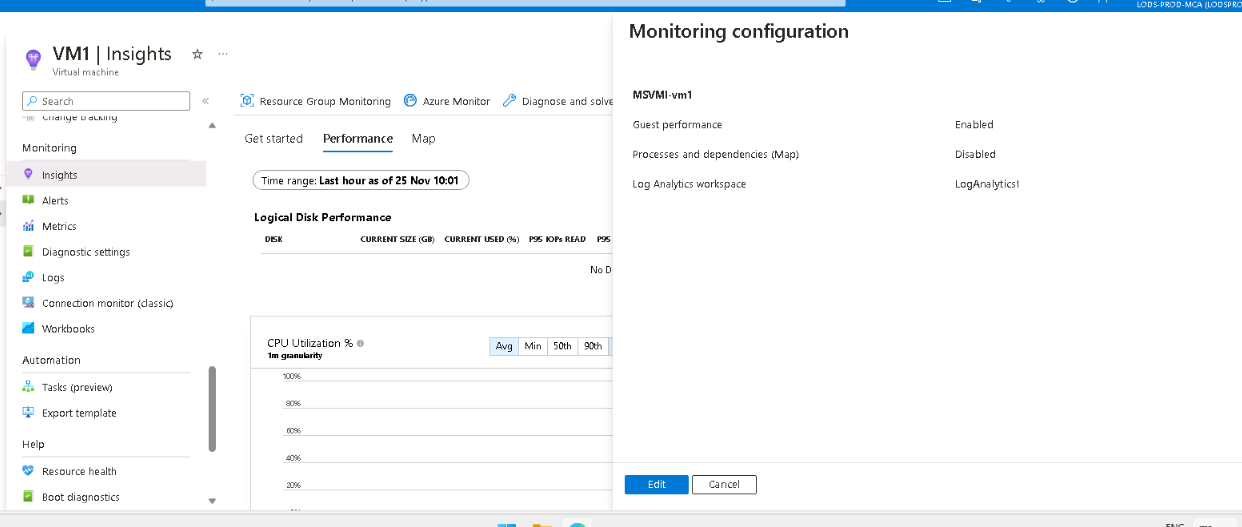 LODS-PROD-MCA (LODSPRO
VM1 | Insights
Virtual machine
Search
Change tracking
Monitoring
Insights
Alerts
Metrics
Diagnostic settings
Logs
Connection monitor (classic)
Workbooks
Automation
Tasks (preview)
Export template
Help
Resource health
Boot diagnostics
Resource Group Monitoring
Azure Monitor
Diagnose and solve
Get started
Performance
Map
Time range: Last hour as of 25 Nov 10:01
Logical Disk Performance
DISK CURRENT SIZE (GB) CURRENT USED (%) P95 IOPs READ P95
No D
CPU Utilization %
1m granularity
Avg Min 50th 90th
100%
80%
60%
40%
20%
Monitoring configuration
MSVMI-vm1
Guest performance Enabled
Processes and dependencies (Map) Disabled
Log Analytics workspace LogAnalytics1
Edit Cancel
ENG